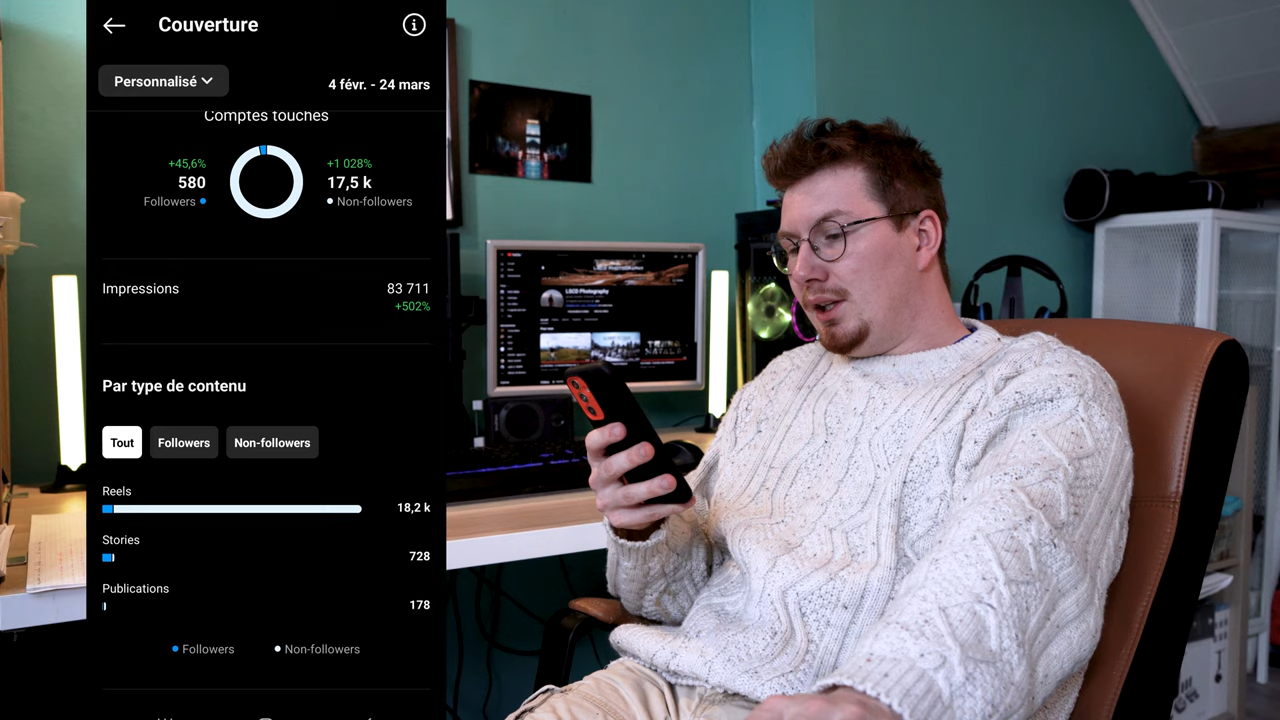 Couverture
Personnalisé
4 févr. - 24 mars
Comptes touchés
+45,6%
580
Followers
+1 028%
17,5 k
Non-followers
Impressions
83 711
+502%
Par type de contenu
Tout
Followers
Non-followers
Reels
18,2 k
Stories
728
Publications
178
Followers
Non-followers
LSCD Photography